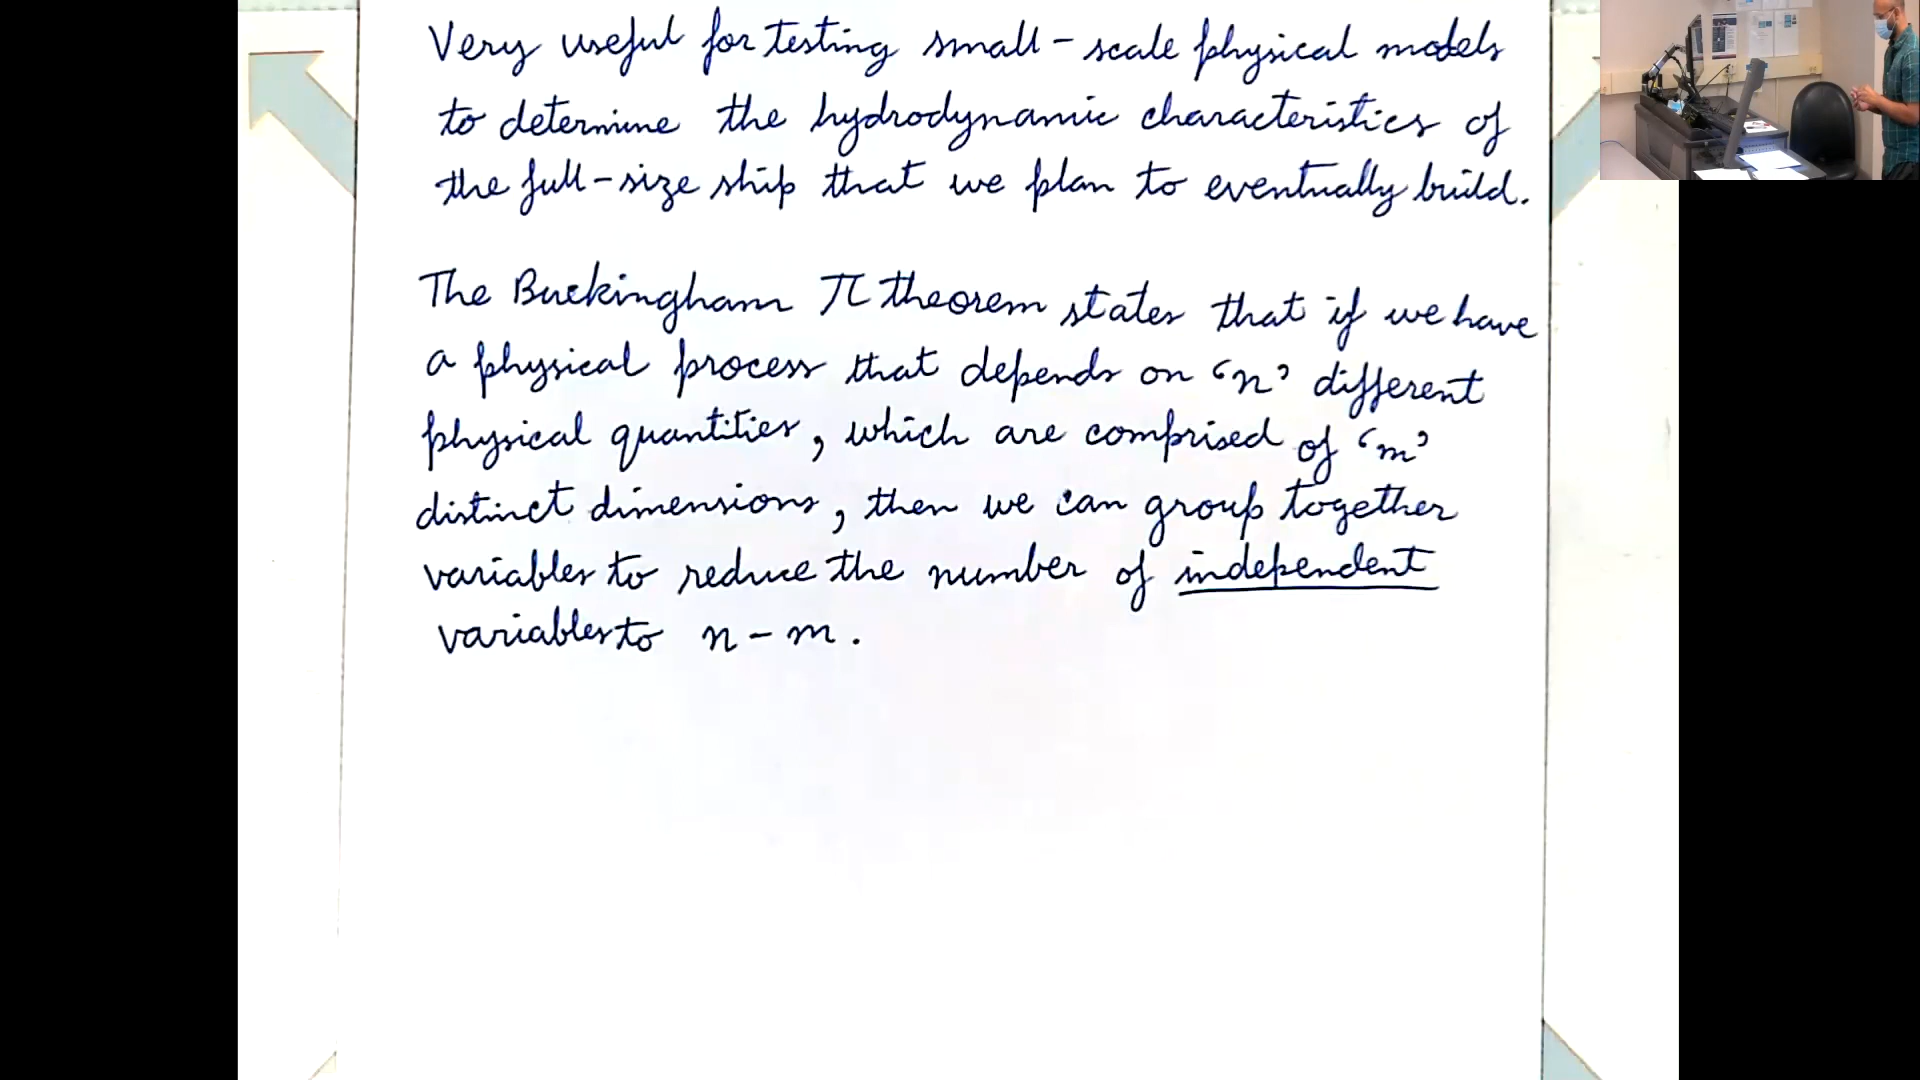 Very useful for testing small-scale physical models
to determine the hydrodynamic characteristics of
the full-size ship that we plan to eventually build.
The Buckingham π theorem states that if we have
a physical process that depends on 'n' different
physical quantities, which are comprised of 'm'
distinct dimensions, then we can group together
variables to reduce the number of independent
variables to n - m.